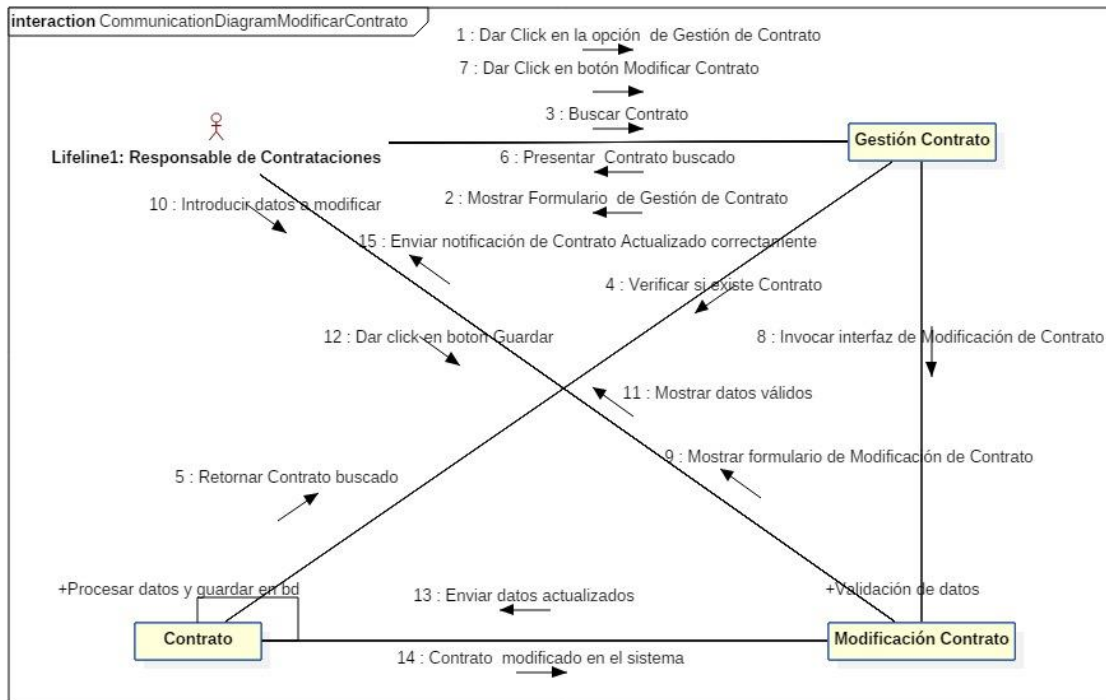 interaction CommunicationDiagramModificarContrato
1 : Dar Click en la opción de Gestión de Contrato
7 : Dar Click en botón Modificar Contrato
3 : Buscar Contrato
Gestión Contrato
Lifeline1: Responsable de Contrataciones
6 : Presentar Contrato buscado
10 : Introducir datos a modificar
2 : Mostrar Formulario de Gestión de Contrato
15 : Enviar notificación de Contrato Actualizado correctamente
4 : Verificar si existe Contrato
12 : Dar click en boton Guardar
8 : Invocar interfaz de Modificación de Contrato
11 : Mostrar datos válidos
9 : Mostrar formulario de Modificación de Contrato
5 : Retornar Contrato buscado
+Procesar datos y guardar en bd
+Validación de datos
13 : Enviar datos actualizados
Contrato
Modificación Contrato
14 : Contrato modificado en el sistema